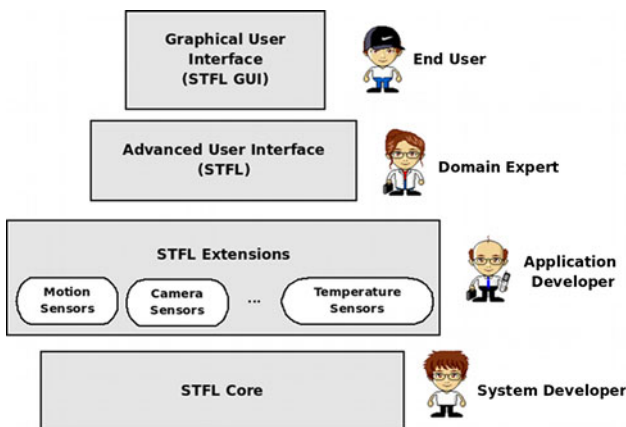 Graphical User
Interface
(STFL GUI)
End User
Advanced User Interface
(STFL)
Domain Expert
STFL Extensions
Motion
Sensors
Camera
Sensors
...
Temperature
Sensors
Application
Developer
STFL Core
System Developer